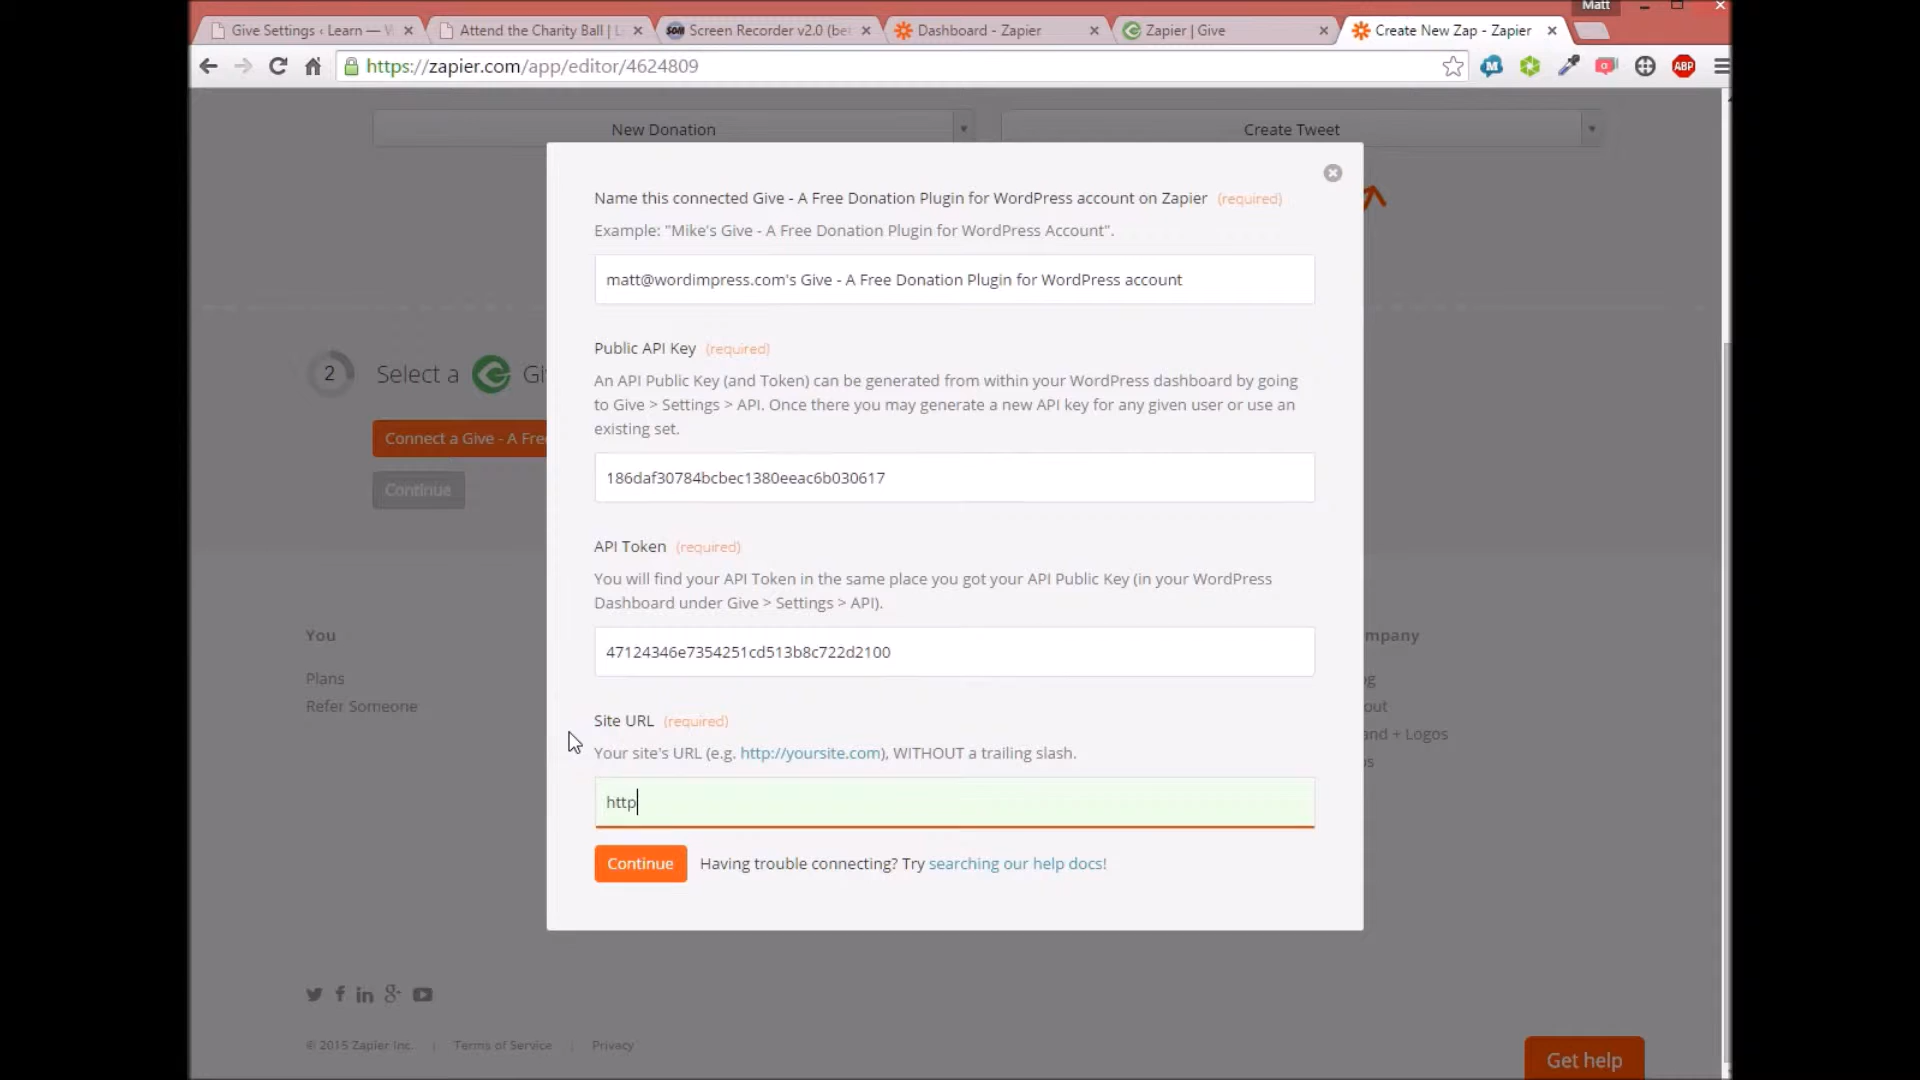 Matt
Give Settings ‹ Learn —
Attend the Charity Ball |
Screen Recorder v2.0 (be
Dashboard - Zapier
Zapier | Give
Create New Zap - Zapier
https://zapier.com/app/editor/4624809
ABP
New Donation
Create Tweet
Name this connected Give - A Free Donation Plugin for WordPress account on Zapier (required)
Example: "Mike's Give - A Free Donation Plugin for WordPress Account".
matt@wordimpress.com's Give - A Free Donation Plugin for WordPress account
Public API Key (required)
An API Public Key (and Token) can be generated from within your WordPress dashboard by going
to Give > Settings > API. Once there you may generate a new API key for any given user or use an
existing set.
186daf30784bcbec1380eeac6b030617
2 Select a Gi
Connect a Give - A Fre
Continue
API Token (required)
You will find your API Token in the same place you got your API Public Key (in your WordPress
Dashboard under Give > Settings > API).
47124346e7354251cd513b8c722d2100
Site URL (required)
Your site's URL (e.g. http://yoursite.com), WITHOUT a trailing slash.
http
Continue Having trouble connecting? Try searching our help docs!
You
Plans
Refer Someone
mpany
og
out
and + Logos
© 2015 Zapier Inc. | Terms of Service | Privacy
Get help